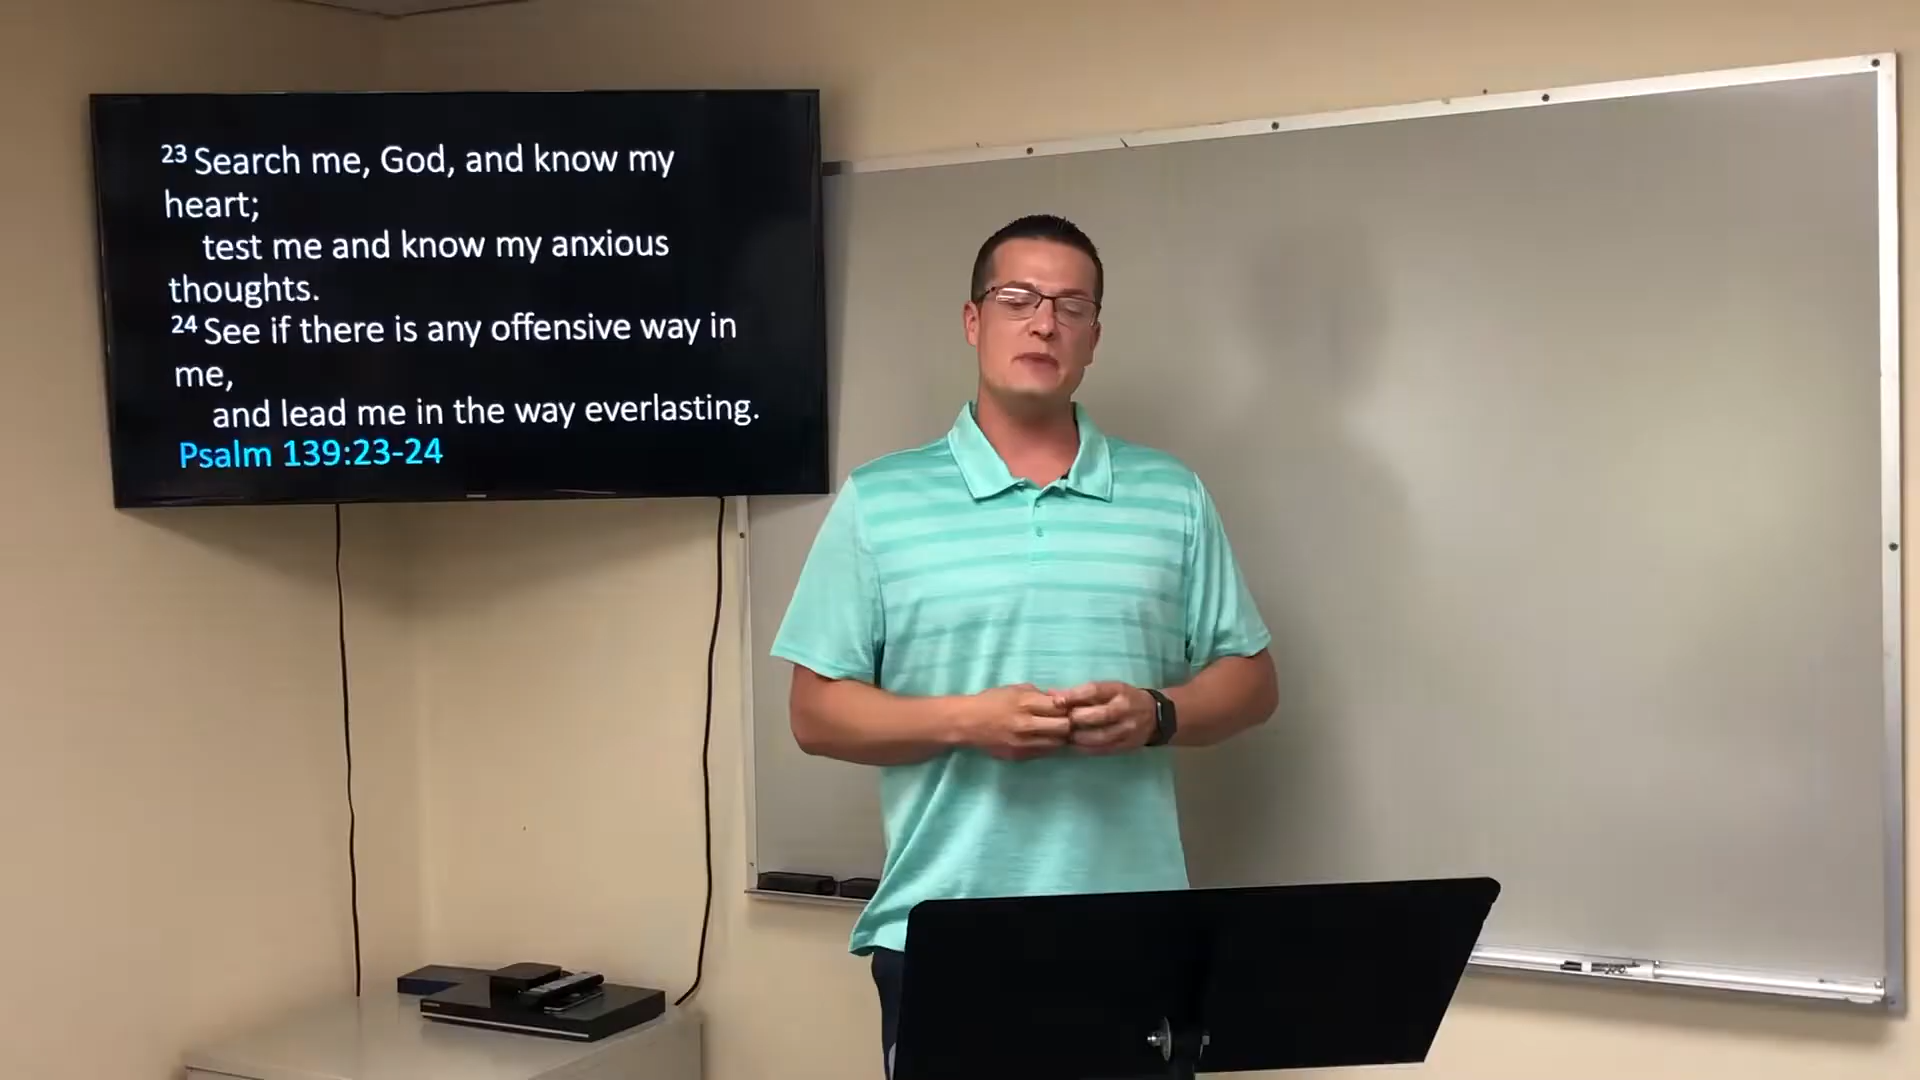 23 Search me, God, and know my
heart;
test me and know my anxious
thoughts.
24 See if there is any offensive way in
me,
and lead me in the way everlasting.
Psalm 139:23-24